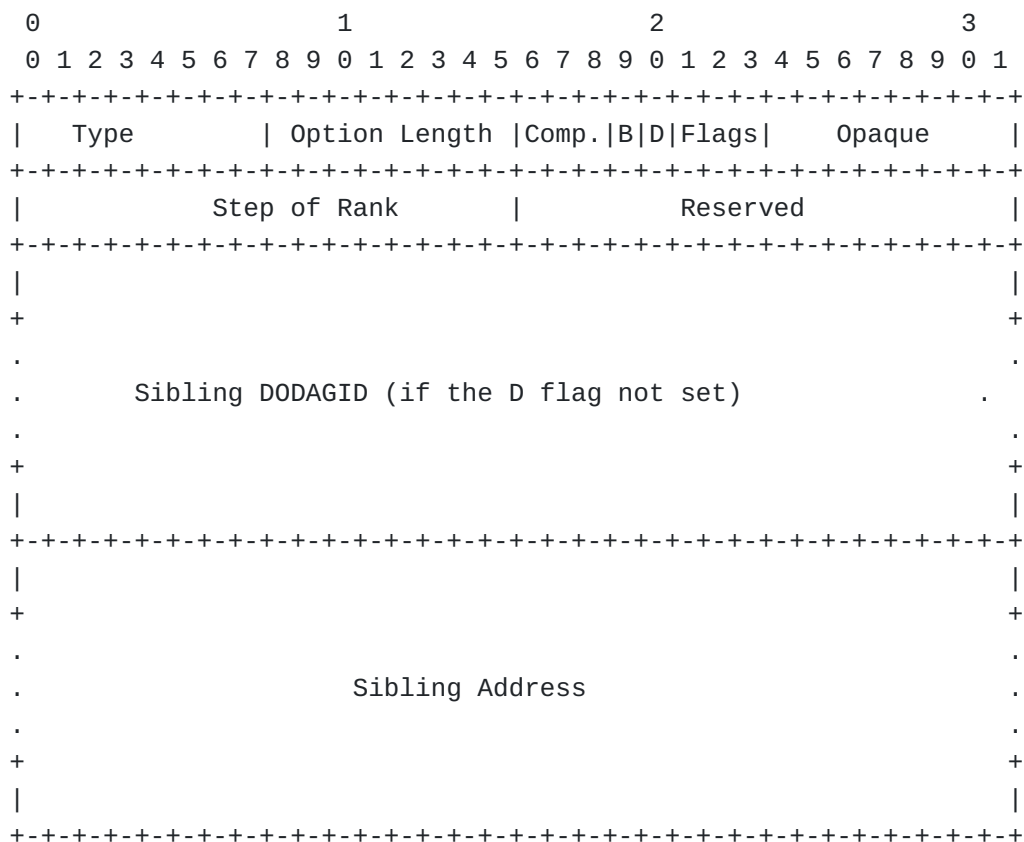 0                   1                   2                   3
 0 1 2 3 4 5 6 7 8 9 0 1 2 3 4 5 6 7 8 9 0 1 2 3 4 5 6 7 8 9 0 1
+-+-+-+-+-+-+-+-+-+-+-+-+-+-+-+-+-+-+-+-+-+-+-+-+-+-+-+-+-+-+-+-+
|   Type        | Option Length |Comp.|B|D|Flags|    Opaque     |
+-+-+-+-+-+-+-+-+-+-+-+-+-+-+-+-+-+-+-+-+-+-+-+-+-+-+-+-+-+-+-+-+
|            Step of Rank       |          Reserved             |
+-+-+-+-+-+-+-+-+-+-+-+-+-+-+-+-+-+-+-+-+-+-+-+-+-+-+-+-+-+-+-+-+
|                                                               |
+                                                               +
.                                                               .
.       Sibling DODAGID (if the D flag not set)               .
.                                                               .
+                                                               +
|                                                               |
+-+-+-+-+-+-+-+-+-+-+-+-+-+-+-+-+-+-+-+-+-+-+-+-+-+-+-+-+-+-+-+-+
|                                                               |
+                                                               +
.                                                               .
.                     Sibling Address                           .
.                                                               .
+                                                               +
|                                                               |
+-+-+-+-+-+-+-+-+-+-+-+-+-+-+-+-+-+-+-+-+-+-+-+-+-+-+-+-+-+-+-+-+